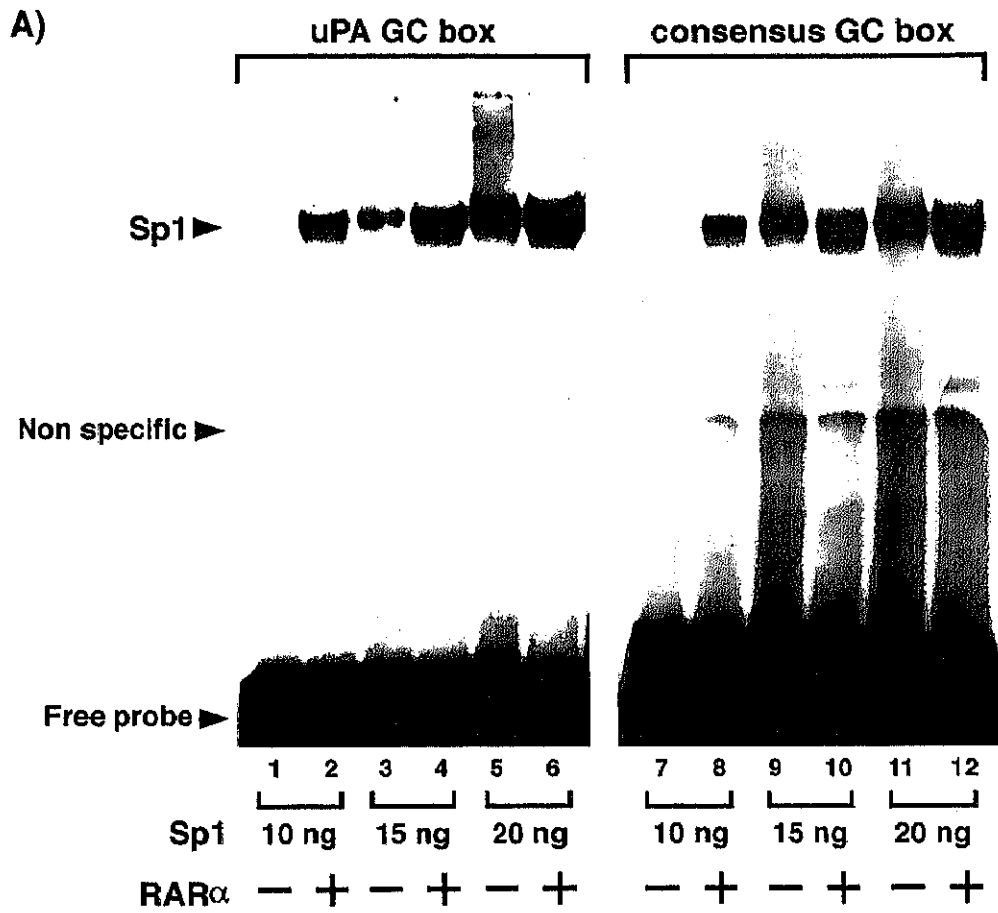 A)
uPA GC box
consensus GC box
Sp1
Non specific
Free probe
1 2 3 4 5 6 7 8 9 10 11 12
Sp1 10 ng 15 ng 20 ng 10 ng 15 ng 20 ng
RARα − + − + − + − + − + − +